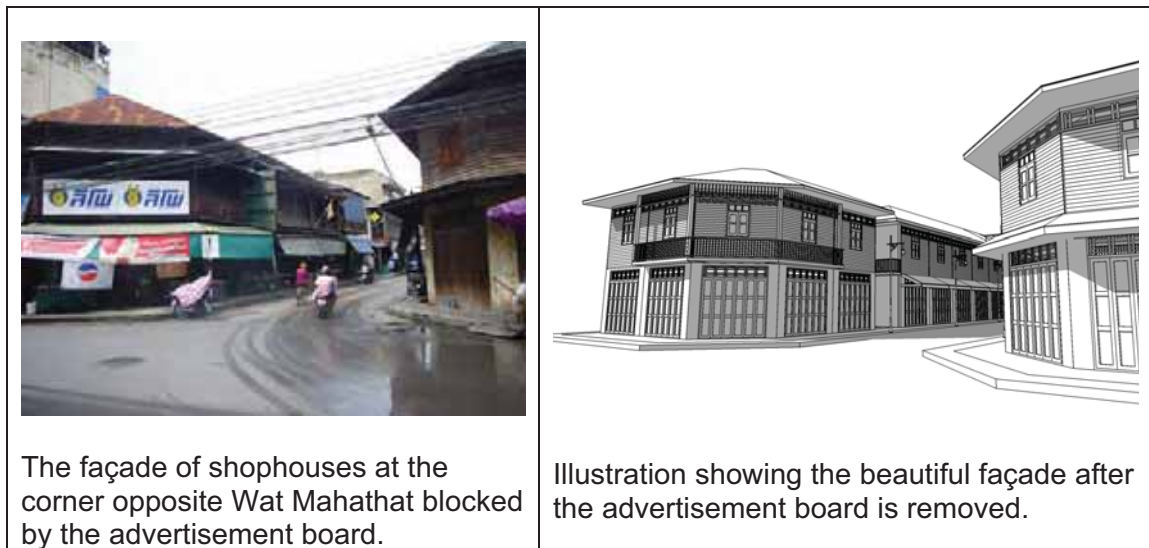 The façade of shophouses at the
corner opposite Wat Mahathat blocked
by the advertisement board.
Illustration showing the beautiful façade after
the advertisement board is removed.